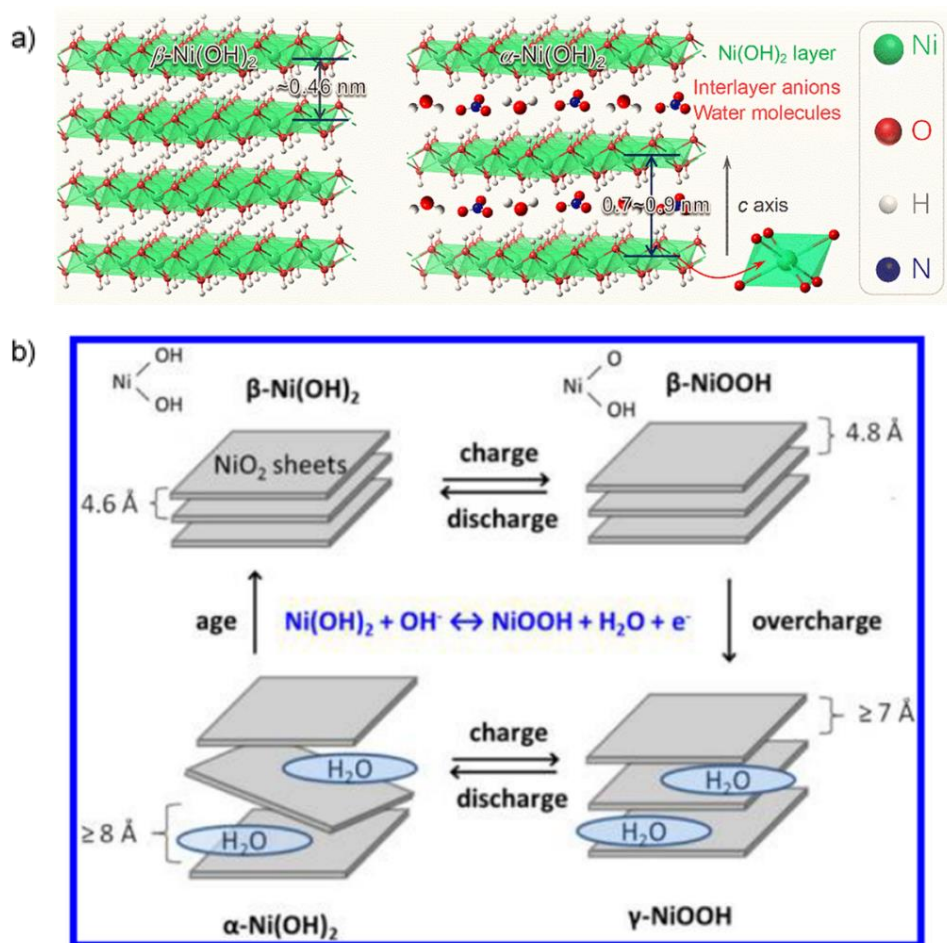 a)
β-Ni(OH)₂
~0.46 nm
α-Ni(OH)₂
Ni(OH)₂ layer
Interlayer anions
Water molecules
0.7~0.9 nm
c axis
Ni
O
H
N
b)
Ni
OH
OH
β-Ni(OH)₂
Ni
O
OH
β-NiOOH
NiO₂ sheets
4.6 Å
charge
discharge
4.8 Å
age
Ni(OH)₂ + OH⁻ ↔ NiOOH + H₂O + e⁻
overcharge
H₂O
H₂O
≥ 8 Å
charge
discharge
≥ 7 Å
H₂O
H₂O
α-Ni(OH)₂
γ-NiOOH